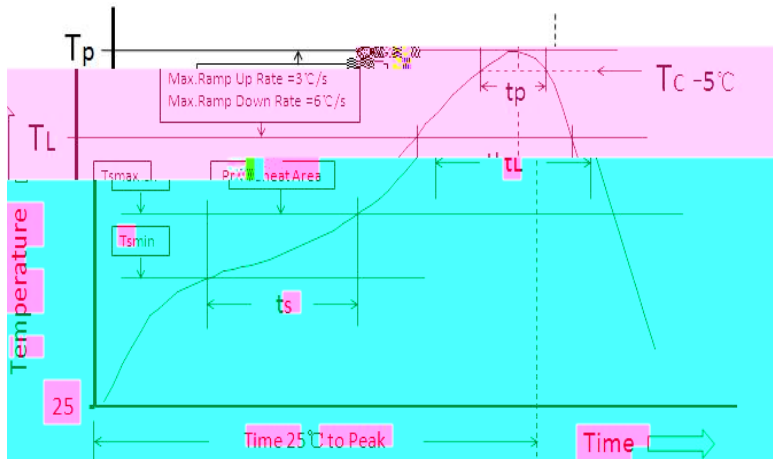 Tp
Max.Ramp Up Rate =3℃/s
Max.Ramp Down Rate =6℃/s
tp
TC -5℃
TL
tL
Tsmax
Area
Tsmin
ts
Temperature
25
Time 25℃ to Peak
Time